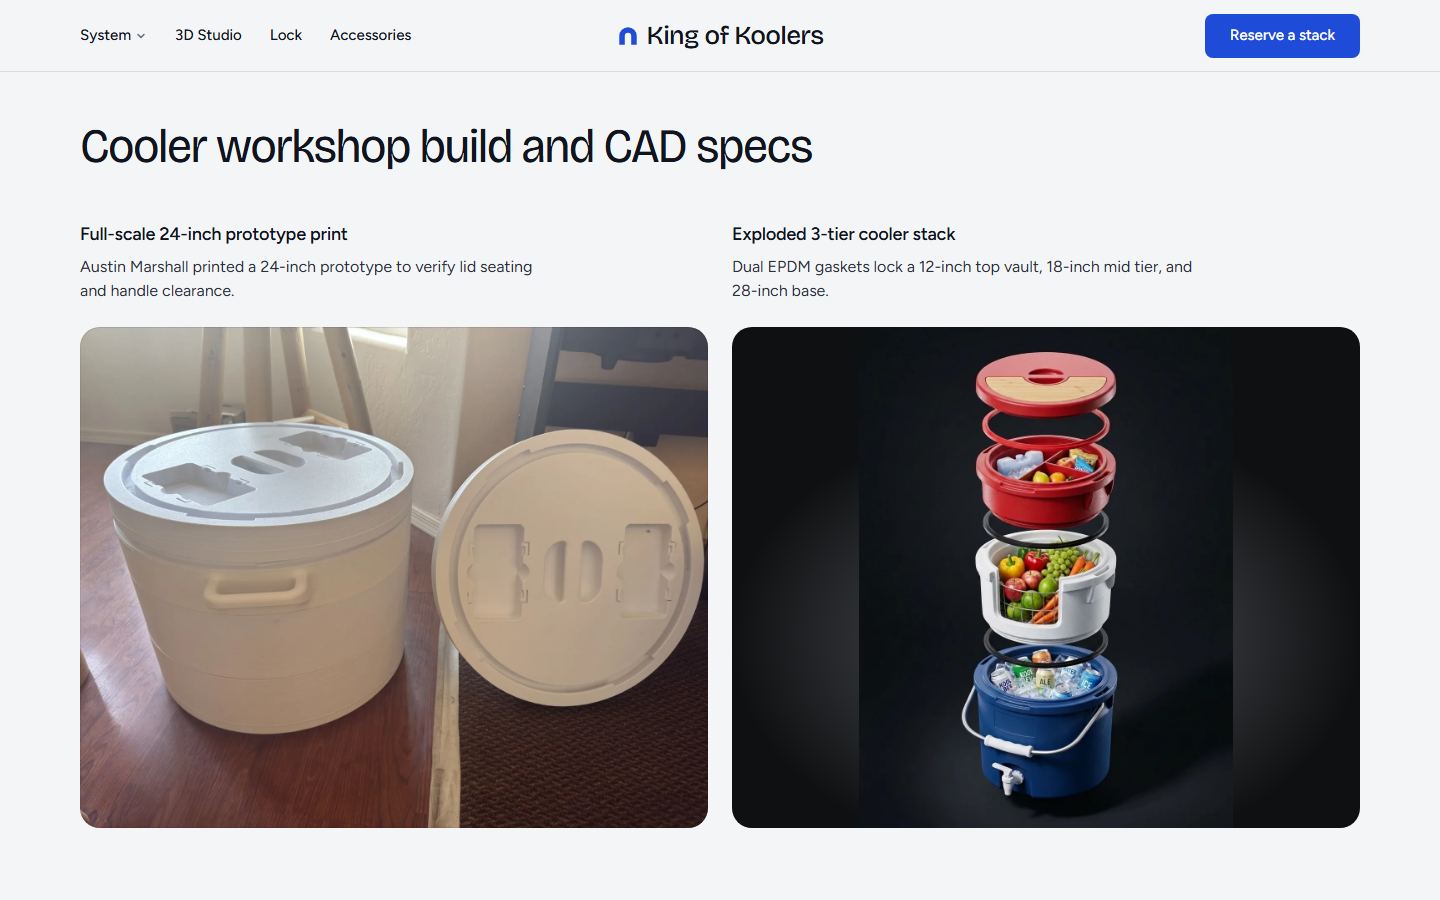 System
3D Studio
Lock
Accessories
King of Koolers
Reserve a stack
Cooler workshop build and CAD specs
Full-scale 24-inch prototype print
Austin Marshall printed a 24-inch prototype to verify lid seating
and handle clearance.
Exploded 3-tier cooler stack
Dual EPDM gaskets lock a 12-inch top vault, 18-inch mid tier, and
28-inch base.
ALE
ICE